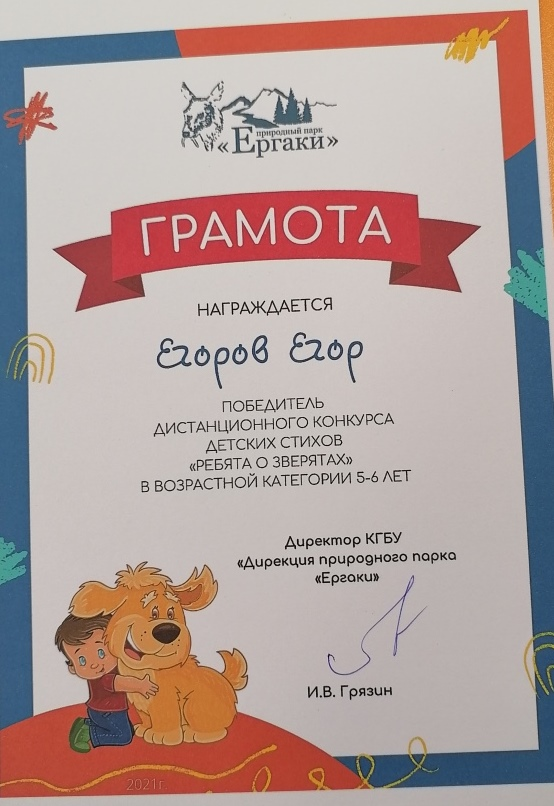 природный парк
«Ергаки»
ГРАМОТА
НАГРАЖДАЕТСЯ
Егоров Егор
ПОБЕДИТЕЛЬ
ДИСТАНЦИОННОГО КОНКУРСА
ДЕТСКИХ СТИХОВ
«РЕБЯТА О ЗВЕРЯТАХ»
В ВОЗРАСТНОЙ КАТЕГОРИИ 5-6 ЛЕТ
Директор КГБУ
«Дирекция природного парка
«Ергаки»
И.В. Грязин
2021г.